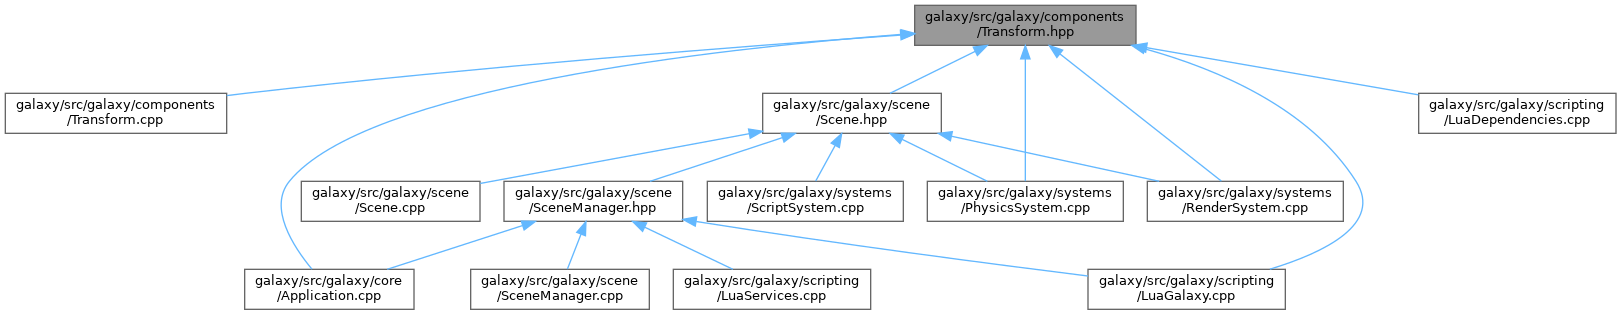 galaxy/src/galaxy/components
/Transform.hpp
galaxy/src/galaxy/components
/Transform.cpp
galaxy/src/galaxy/scene
/Scene.hpp
galaxy/src/galaxy/scripting
/LuaDependencies.cpp
galaxy/src/galaxy/scene
/Scene.cpp
galaxy/src/galaxy/scene
/SceneManager.hpp
galaxy/src/galaxy/systems
/ScriptSystem.cpp
galaxy/src/galaxy/systems
/PhysicsSystem.cpp
galaxy/src/galaxy/systems
/RenderSystem.cpp
galaxy/src/galaxy/core
/Application.cpp
galaxy/src/galaxy/scene
/SceneManager.cpp
galaxy/src/galaxy/scripting
/LuaServices.cpp
galaxy/src/galaxy/scripting
/LuaGalaxy.cpp